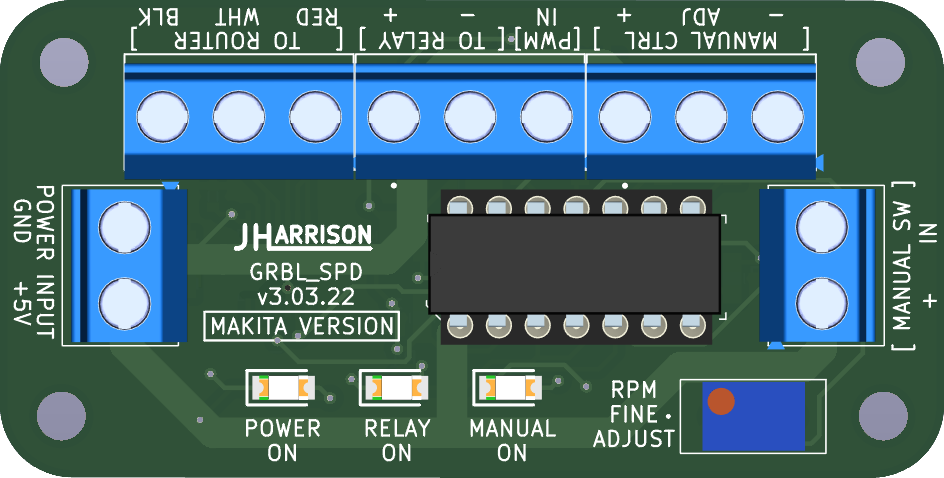 BLK WHT RED + − IN + ADJ −
[ TO ROUTER ] [ TO RELAY ] [PWM] [ MANUAL CTRL ]
POWER INPUT
GND +5V
JHARRISON
GRBL_SPD
v3.03.22
MAKITA VERSION
[ MANUAL SW ]
IN +
POWER
ON
RELAY
ON
MANUAL
ON
RPM
FINE
ADJUST